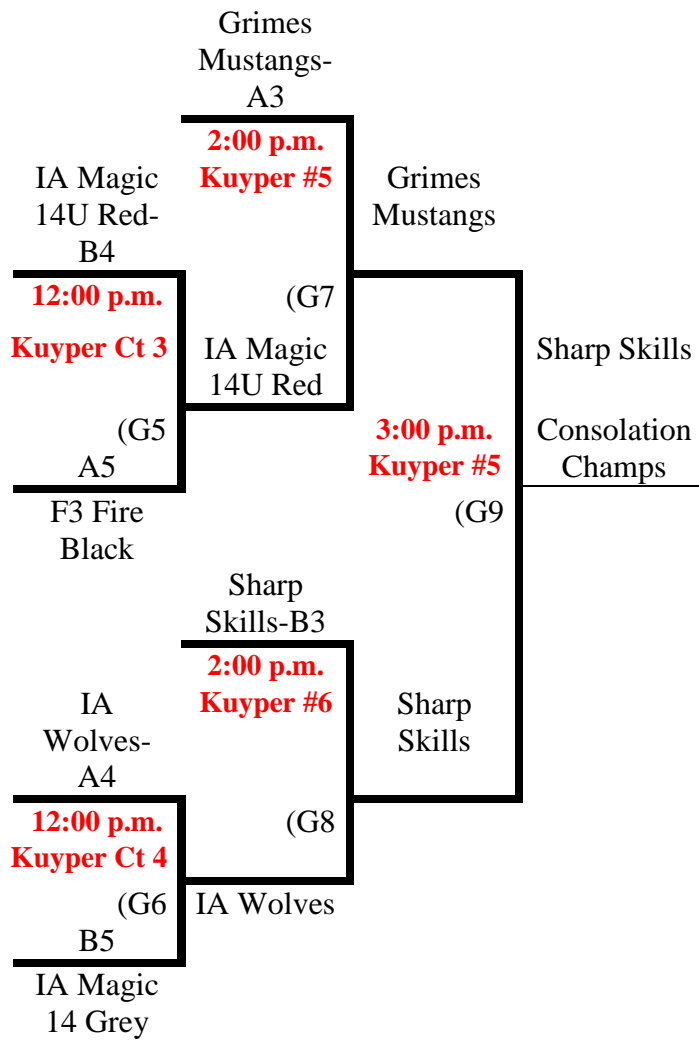 Grimes
Mustangs-
A3
2:00 p.m.
Kuyper #5
IA Magic
14U Red-
B4
Grimes
Mustangs
12:00 p.m.
Kuyper Ct 3
(G7
IA Magic
14U Red
Sharp Skills
(G5
A5
3:00 p.m.
Kuyper #5
Consolation
Champs
F3 Fire
Black
(G9
Sharp
Skills-B3
2:00 p.m.
Kuyper #6
IA
Wolves-
A4
Sharp
Skills
12:00 p.m.
Kuyper Ct 4
(G8
(G6
IA Wolves
B5
IA Magic
14 Grey